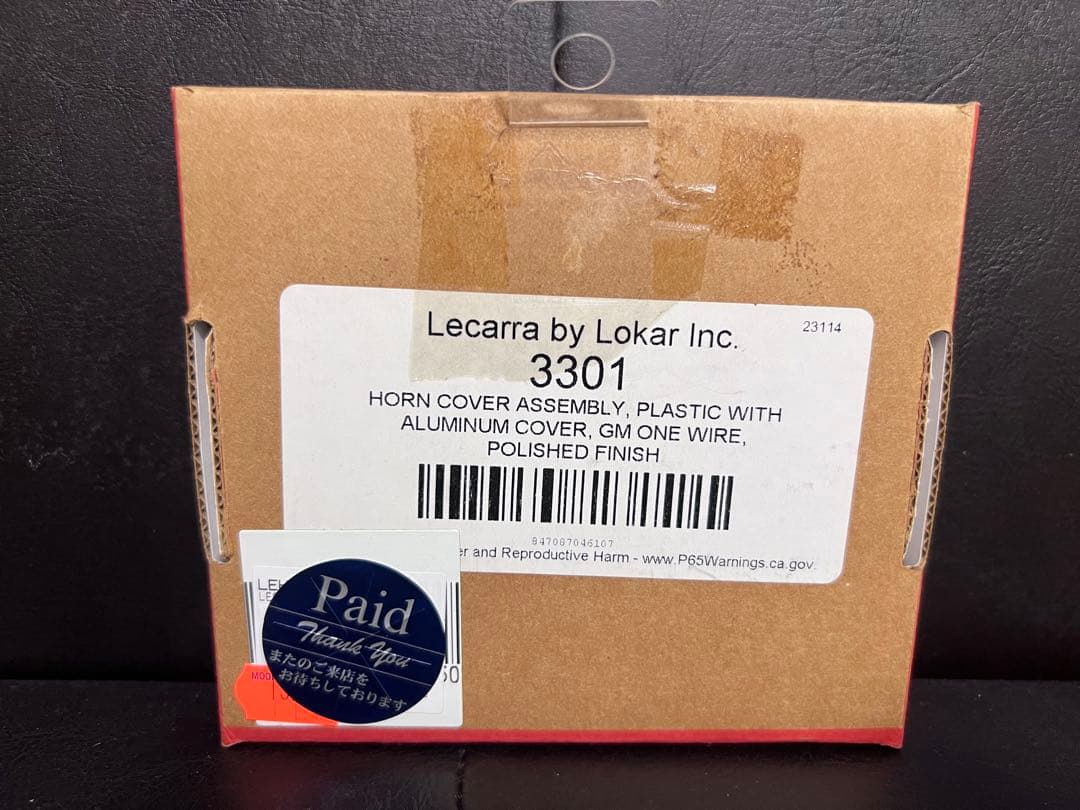 Lecarra by Lokar Inc.
23114
3301
HORN COVER ASSEMBLY, PLASTIC WITH
ALUMINUM COVER, GM ONE WIRE,
POLISHED FINISH
847087046107
er and Reproductive Harm - www.P65Warnings.ca.gov.
Paid
Thank You
またのご来店を
お待ちしております
MOO